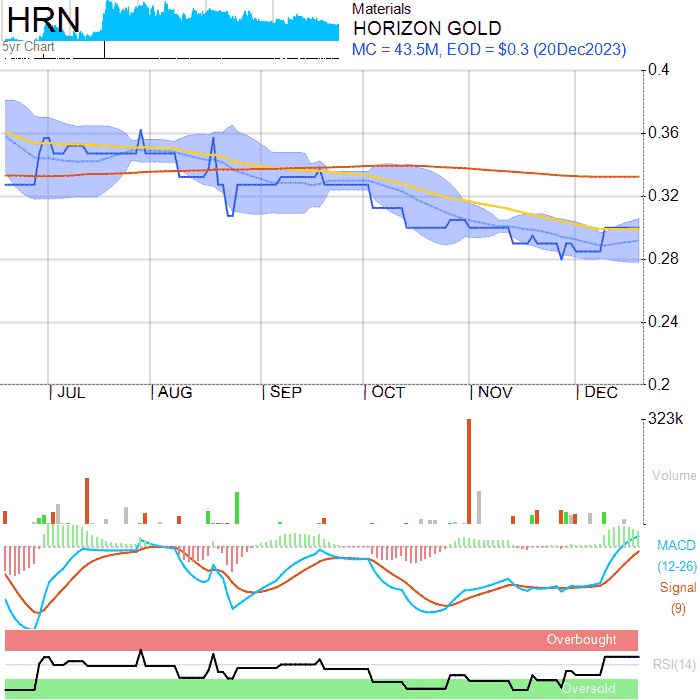 HRN
5yr Chart
Materials
HORIZON GOLD
MC = 43.5M, EOD = $0.3 (20Dec2023)
0.4
0.36
0.32
0.28
0.24
0.2
JUL AUG SEP OCT NOV DEC
323k
Volume
MACD
(12-26)
Signal
(9)
Overbought
RSI(14)
Oversold